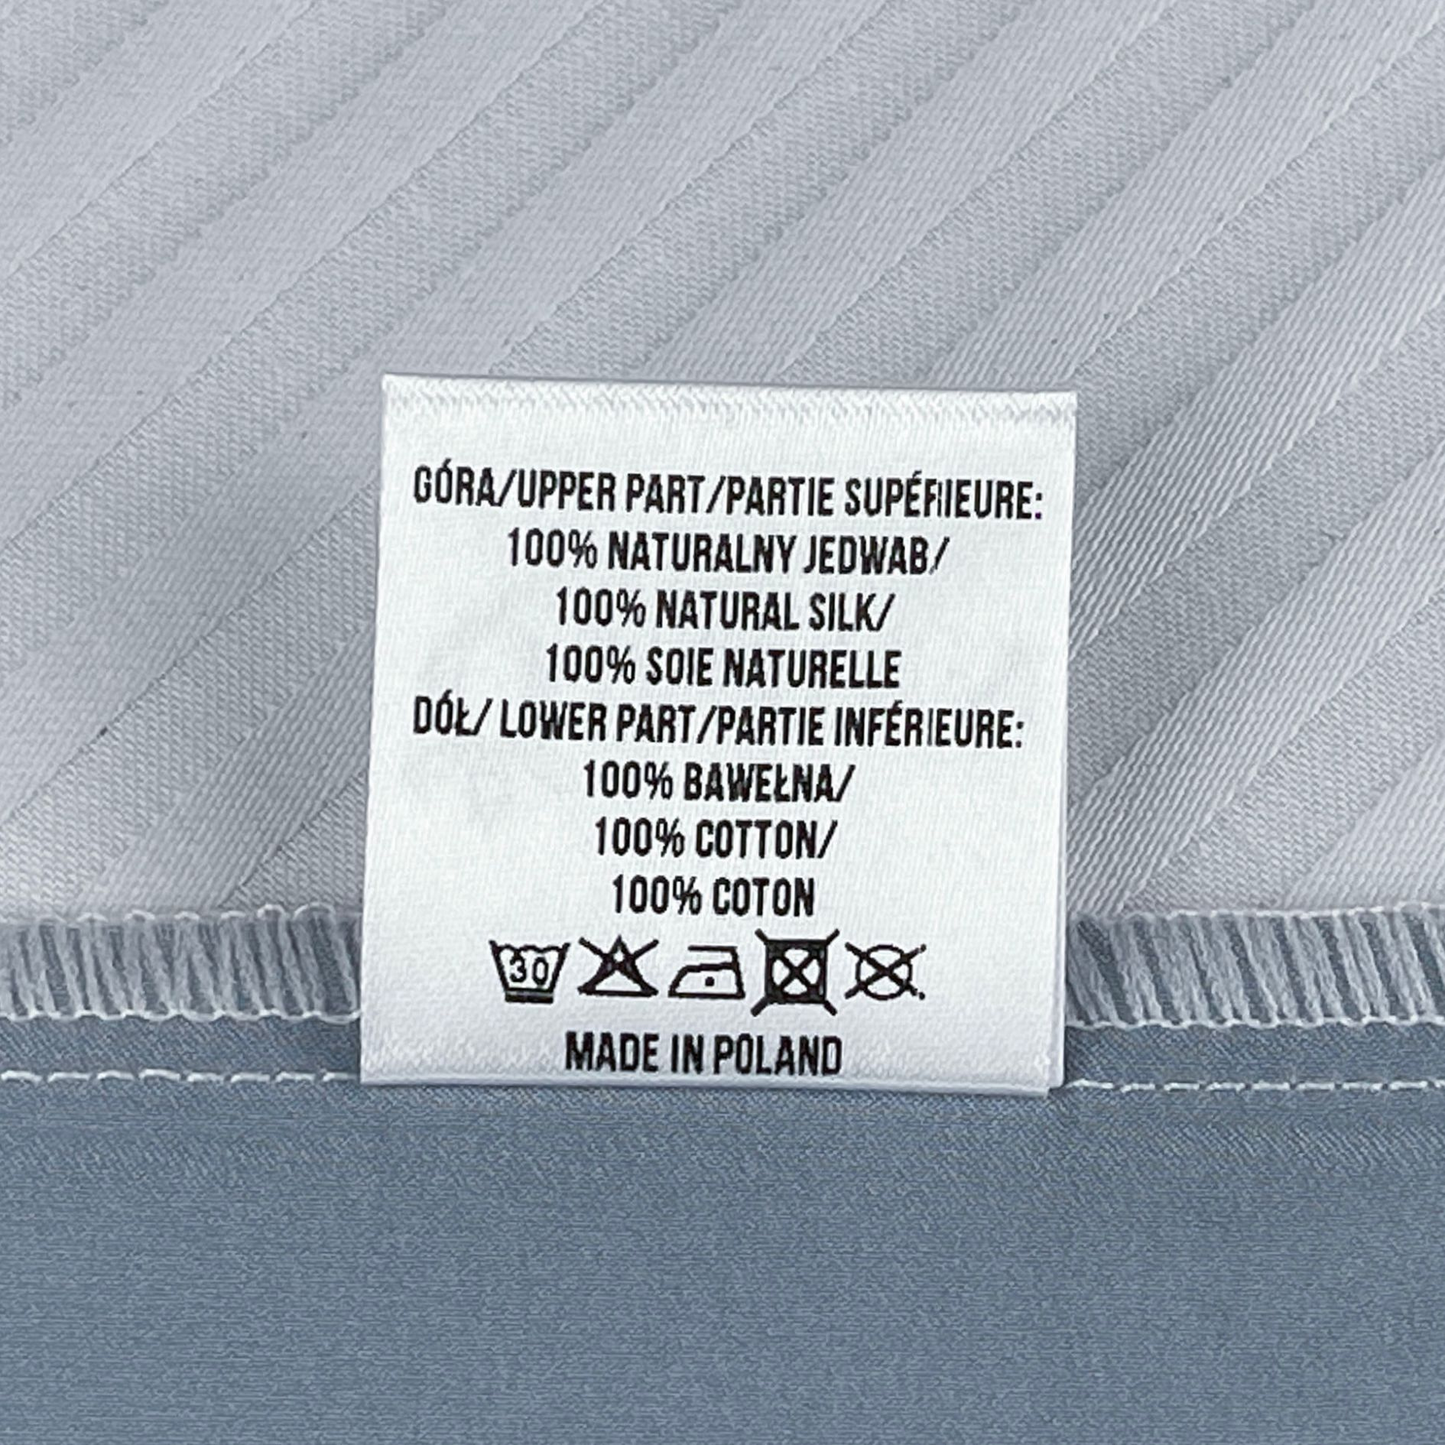 GÓRA/UPPER PART/PARTIE SUPÉRIEURE:
100% NATURALNY JEDWAB/
100% NATURAL SILK/
100% SOIE NATURELLE
DÓŁ/ LOWER PART/PARTIE INFÉRIEURE:
100% BAWEŁNA/
100% COTTON/
100% COTON
30
MADE IN POLAND